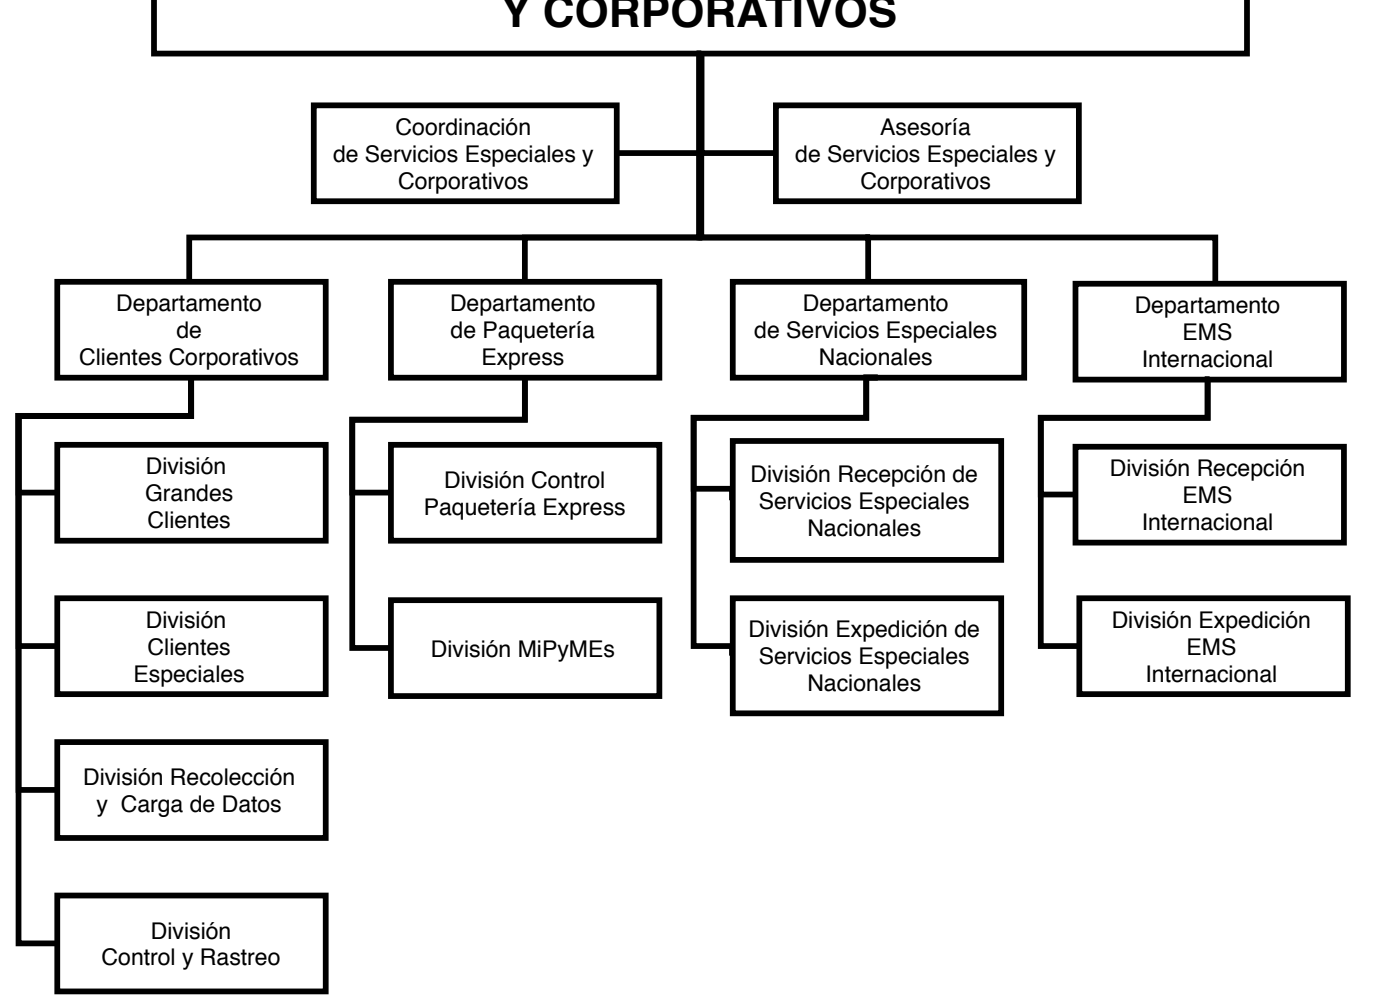 Y CORPORATIVOS
Coordinación
de Servicios Especiales y
Corporativos
Asesoría
de Servicios Especiales y
Corporativos
Departamento
de
Clientes Corporativos
Departamento
de Paquetería
Express
Departamento
de Servicios Especiales
Nacionales
Departamento
EMS
Internacional
División
Grandes
Clientes
División Control
Paquetería Express
División Recepción de
Servicios Especiales
Nacionales
División Recepción
EMS
Internacional
División
Clientes
Especiales
División MiPyMEs
División Expedición de
Servicios Especiales
Nacionales
División Expedición
EMS
Internacional
División Recolección
y  Carga de Datos
División
Control y Rastreo